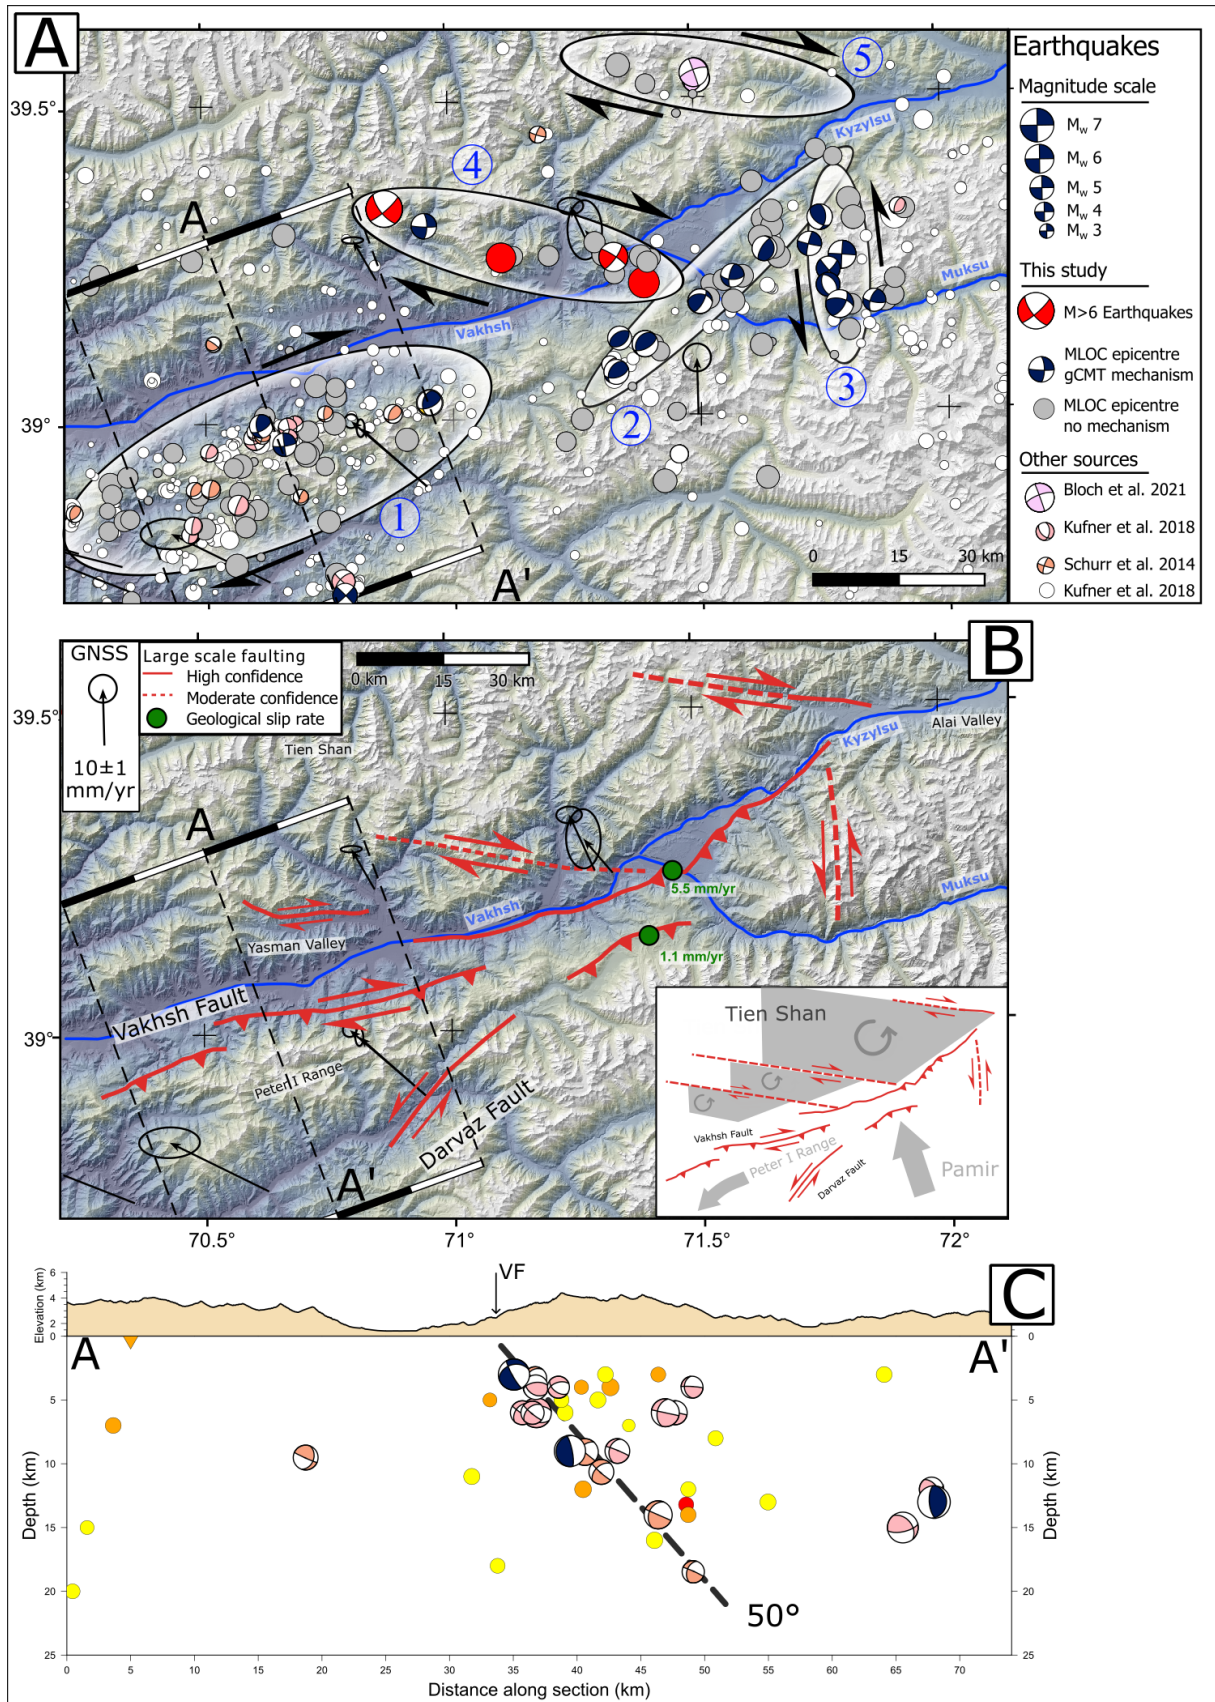 A
Earthquakes
Magnitude scale
Mw 7
Mw 6
Mw 5
Mw 4
Mw 3
This study
M>6 Earthquakes
MLOC epicentre
gCMT mechanism
MLOC epicentre
no mechanism
Other sources
Bloch et al. 2021
Kufner et al. 2018
Schurr et al. 2014
Kufner et al. 2018
39.5°
39°
5
Kyzylsu
4
A
Muksu
Vakhsh
3
2
1
A'
0 15 30 km
B
GNSS
10±1
mm/yr
Large scale faulting
High confidence
Moderate confidence
Geological slip rate
0 km 15 30 km
39.5°
39°
Tien Shan
Kyzylsu
Alai Valley
A
5.5 mm/yr
Muksu
Vakhsh
Yasman Valley
1.1 mm/yr
Vakhsh Fault
Peter I Range
Darvaz Fault
A'
Tien Shan
Vakhsh Fault
Peter I Range
Darvaz Fault
Pamir
70.5° 71° 71.5° 72°
C
VF
Elevation (km)
6
4
2
0
0
A
A'
Depth (km)
5
10
15
20
25
5
10
15
20
25
Depth (km)
50°
0 5 10 15 20 25 30 35 40 45 50 55 60 65 70
Distance along section (km)